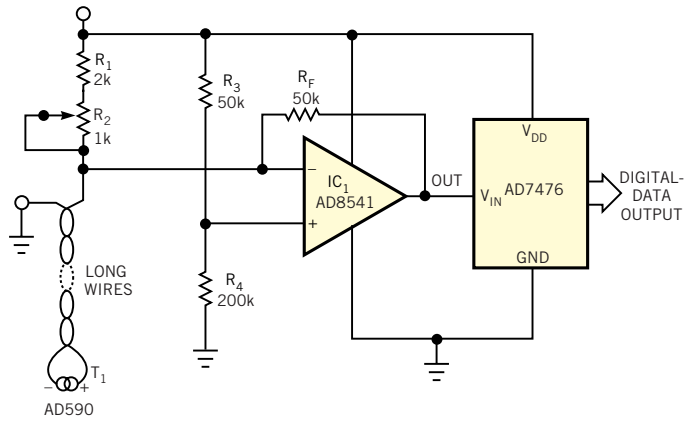 R1
2k
R2
1k
R3
50k
RF
50k
−
IC1
AD8541
+
OUT
VDD
VIN
AD7476
GND
DIGITAL-
DATA
OUTPUT
R4
200k
LONG
WIRES
T1
− +
AD590